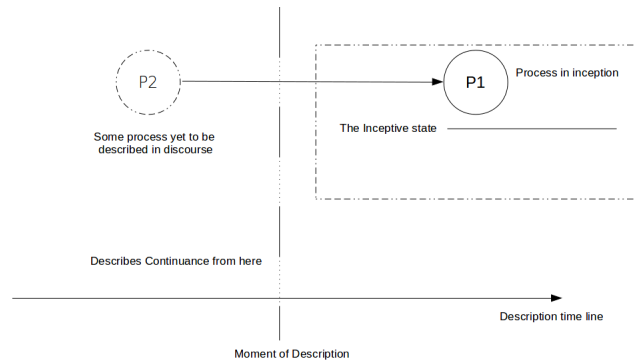 P2
P1
Process in inception
Some process yet to be
described in discourse
The Inceptive state
Describes Continuance from here
Description time line
Moment of Description